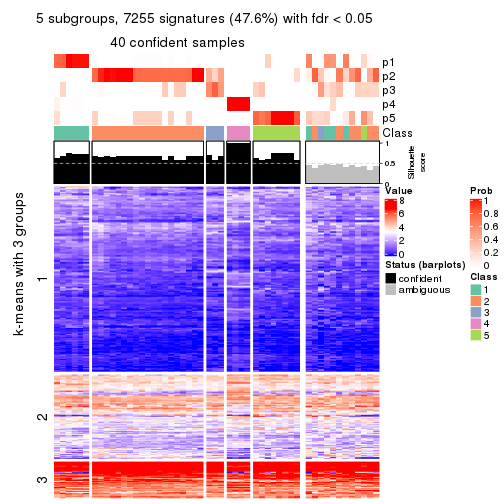 5 subgroups, 7255 signatures (47.6%) with fdr < 0.05
40 confident samples
p1
p2
p3
p4
p5
Class
1
0.5
0
Silhouette
score
k-means with 3 groups
1
2
3
Value
8
6
4
2
0
Status (barplots)
confident
ambiguous
Prob
1
0.8
0.6
0.4
0.2
0
Class
1
2
3
4
5